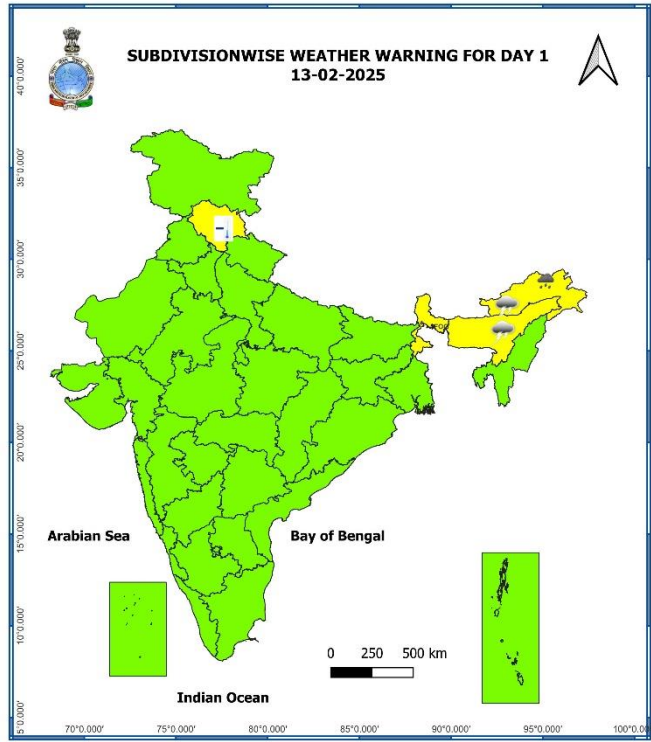 SUBDIVISIONWISE WEATHER WARNING FOR DAY 1
13-02-2025
40°0.000'
35°0.000'
30°0.000'
25°0.000'
20°0.000'
15°0.000'
10°0.000'
5°0.000'
FOG
Arabian Sea
Bay of Bengal
0 250 500 km
Indian Ocean
70°0.000' 75°0.000' 80°0.000' 85°0.000' 90°0.000' 95°0.000' 100°0.0